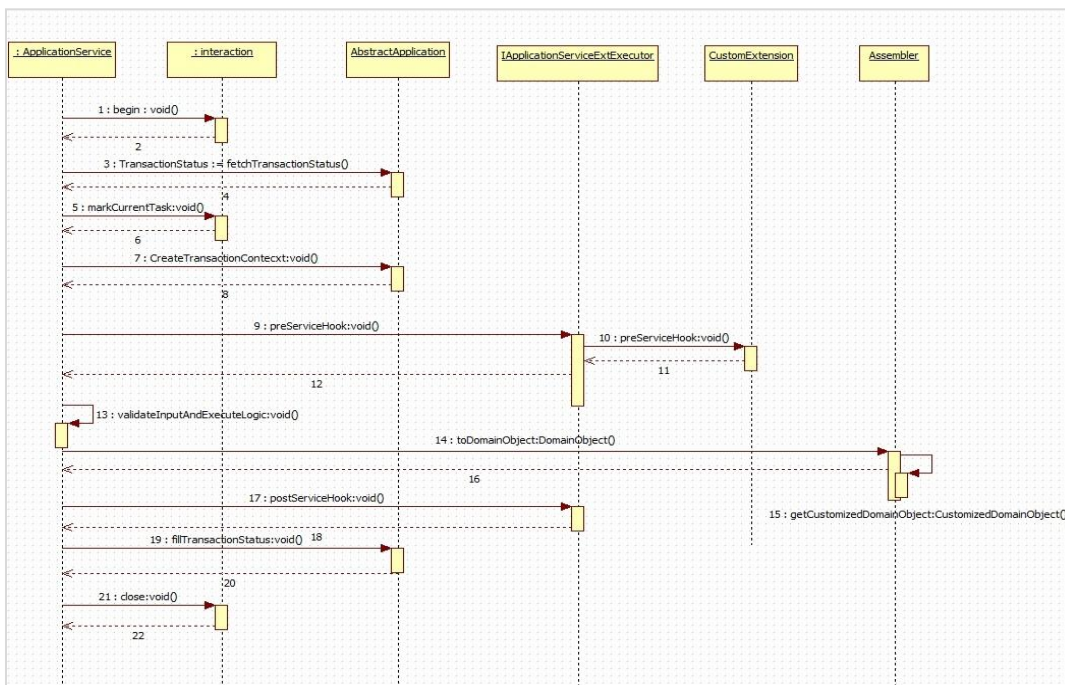 : ApplicationService
: interaction
AbstractApplication
IApplicationServiceExtExecutor
CustomExtension
Assembler
1 : begin : void()
2
3 : TransactionStatus := fetchTransactionStatus()
4
5 : markCurrentTask:void()
6
7 : CreateTransactionContecxt:void()
8
9 : preServiceHook:void()
10 : preServiceHook:void()
11
12
13 : validateInputAndExecuteLogic:void()
14 : toDomainObject:DomainObject()
16
17 : postServiceHook:void()
15 : getCustomizedDomainObject:CustomizedDomainObject()
18
19 : fillTransactionStatus:void()
20
21 : close:void()
22